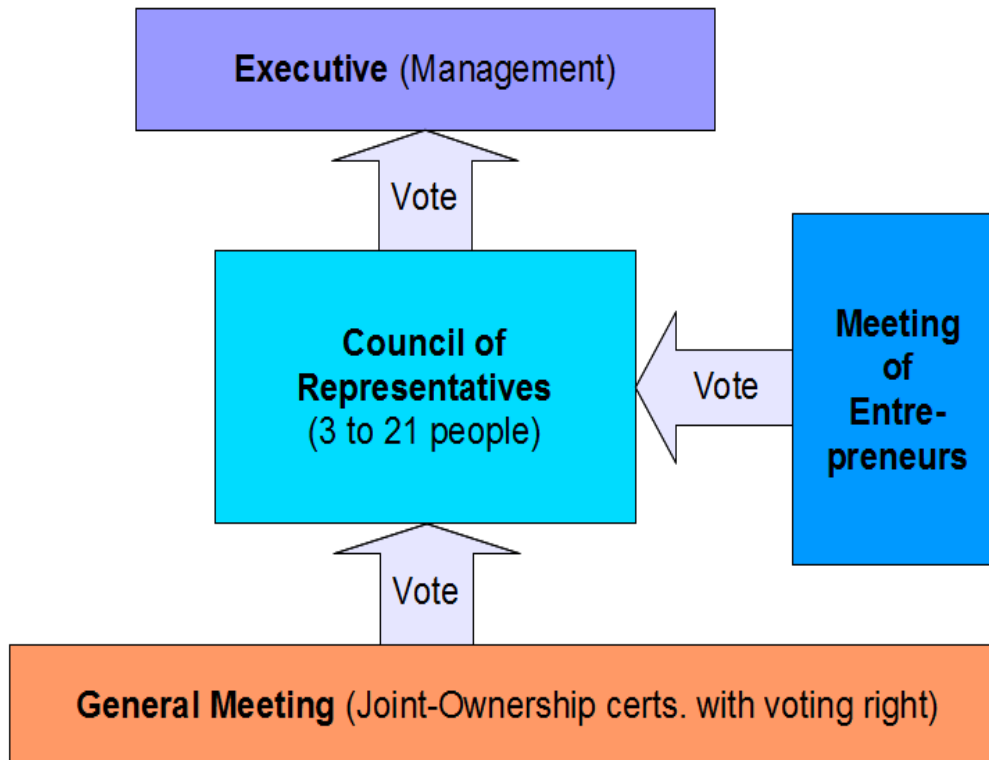 Executive (Management)
Vote
Council of
Representatives
(3 to 21 people)
Vote
Meeting
of
Entre-
preneurs
Vote
General Meeting (Joint-Ownership certs. with voting right)